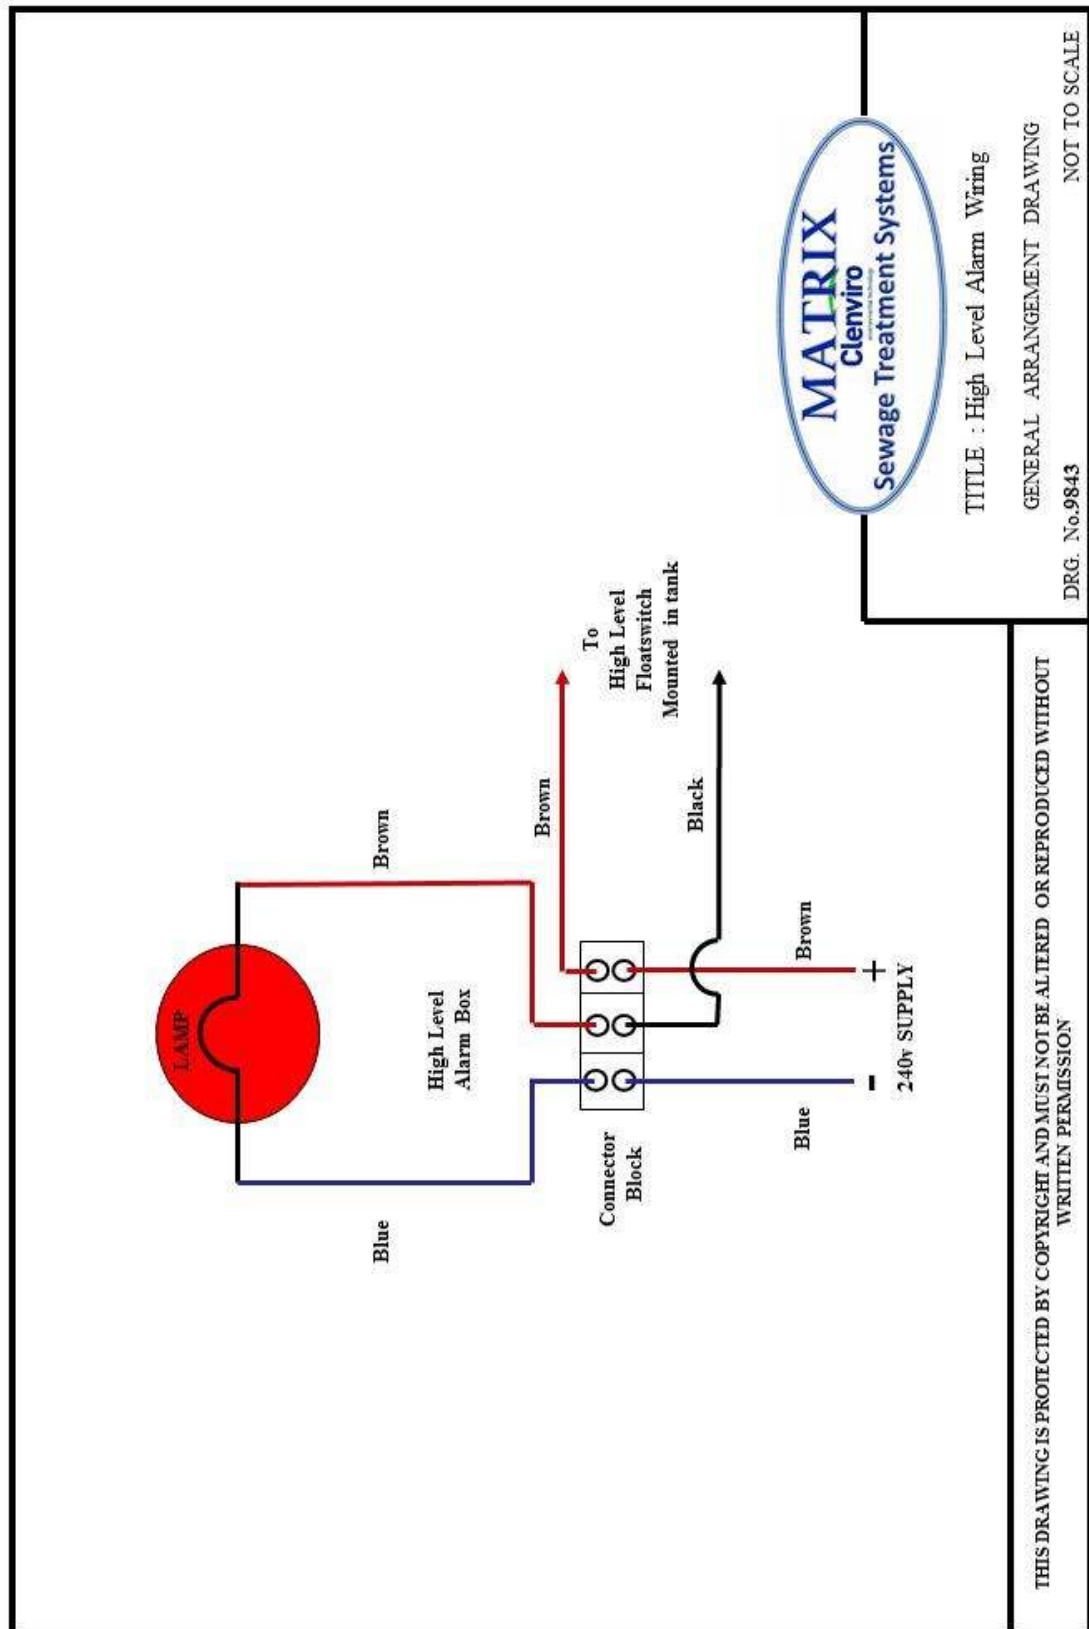 LAMP
Brown
Blue
High Level
Alarm Box
Brown
To
High Level
Floatswitch
Mounted in tank
Connector
Block
Black
Blue
Brown
- +
240v SUPPLY
MATRIX
Clenviro
Sewage Treatment Systems
TITLE : High Level Alarm Wiring
GENERAL ARRANGEMENT DRAWING
DRG. No.9843 NOT TO SCALE
THIS DRAWING IS PROTECTED BY COPYRIGHT AND MUST NOT BE ALTERED OR REPRODUCED WITHOUT
WRITTEN PERMISSION